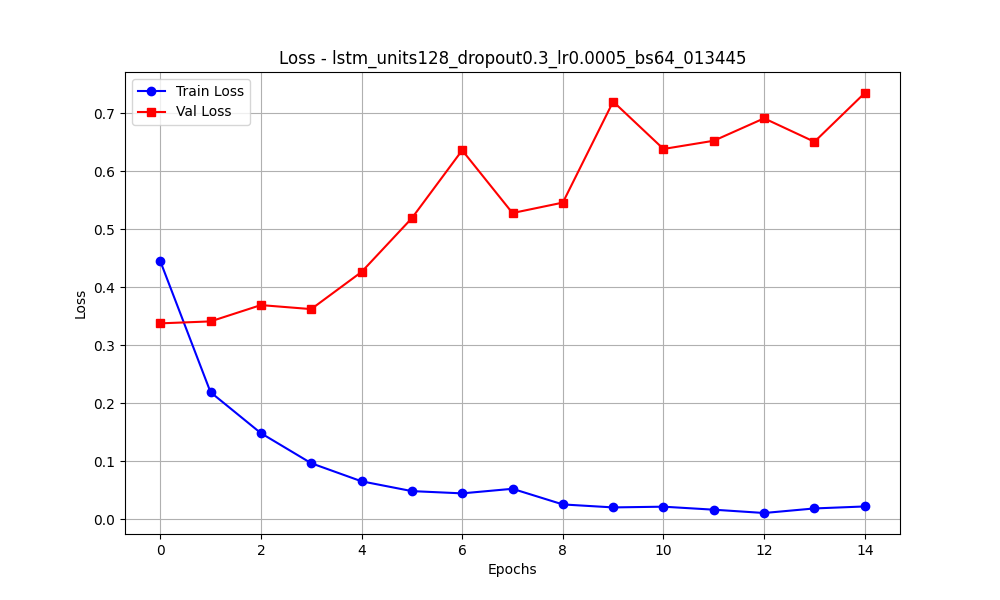 Loss - lstm_units128_dropout0.3_lr0.0005_bs64_013445
Train Loss
Val Loss
0.7
0.6
0.5
0.4
0.3
0.2
0.1
0.0
Loss
0 2 4 6 8 10 12 14
Epochs